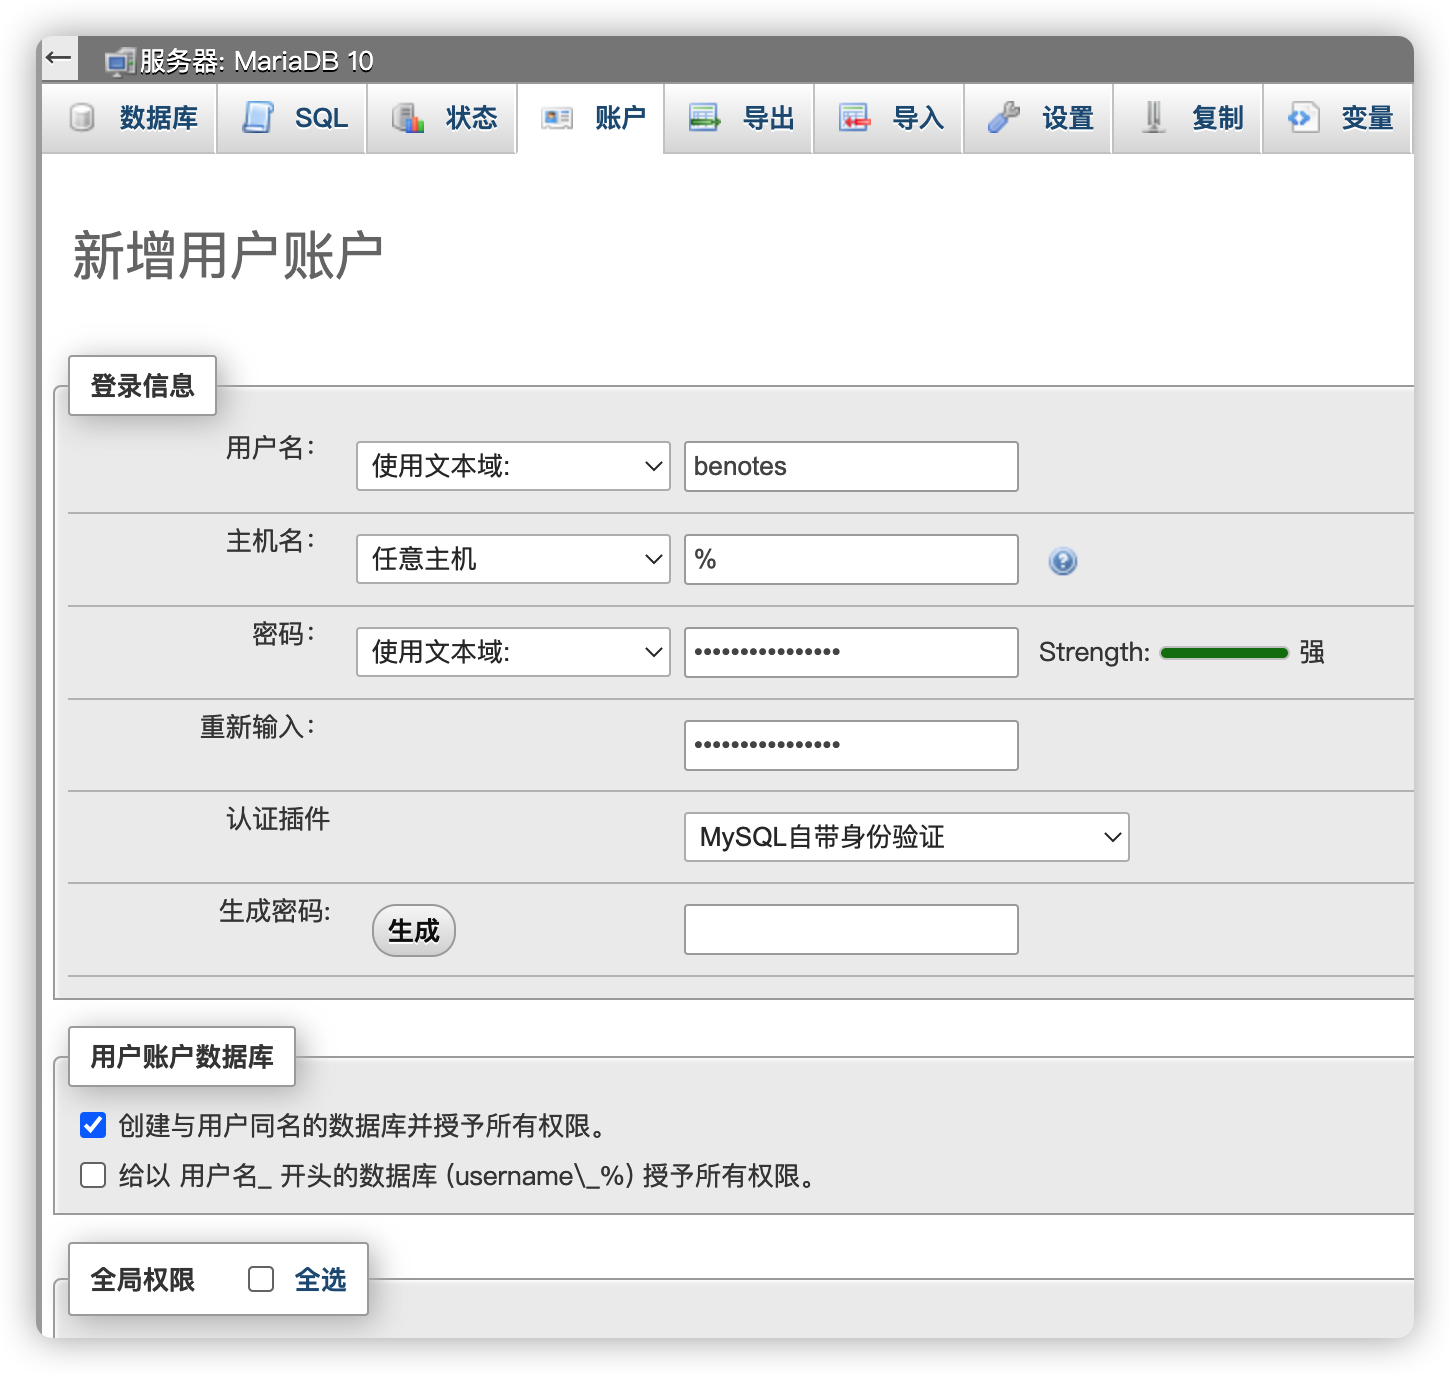 ←
服务器: MariaDB 10
数据库 SQL 状态 账户 导出 导入 设置 复制 变量
新增用户账户
登录信息
用户名： 使用文本域: benotes
主机名： 任意主机 %
密码： 使用文本域: •••••••••••••••• Strength: 强
重新输入： ••••••••••••••••
认证插件 MySQL自带身份验证
生成密码: 生成
用户账户数据库
创建与用户同名的数据库并授予所有权限。
给以 用户名_ 开头的数据库 (username\_%) 授予所有权限。
全局权限 全选